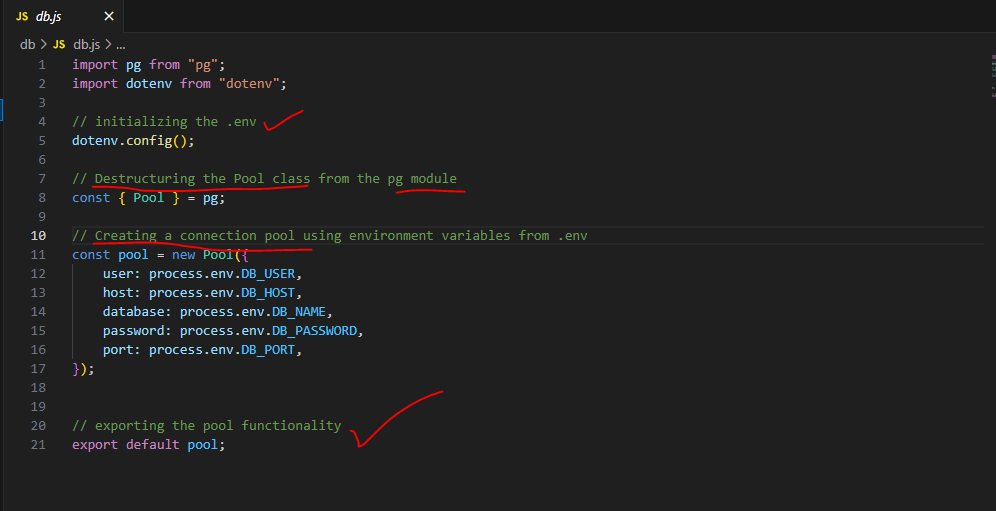 JS db.js ×
db > JS db.js > ...
1 import pg from "pg";
2 import dotenv from "dotenv";
3
4 // initializing the .env
5 dotenv.config();
6
7 // Destructuring the Pool class from the pg module
8 const { Pool } = pg;
9
10 // Creating a connection pool using environment variables from .env
11 const pool = new Pool({
12     user: process.env.DB_USER,
13     host: process.env.DB_HOST,
14     database: process.env.DB_NAME,
15     password: process.env.DB_PASSWORD,
16     port: process.env.DB_PORT,
17 });
18
19
20 // exporting the pool functionality
21 export default pool;